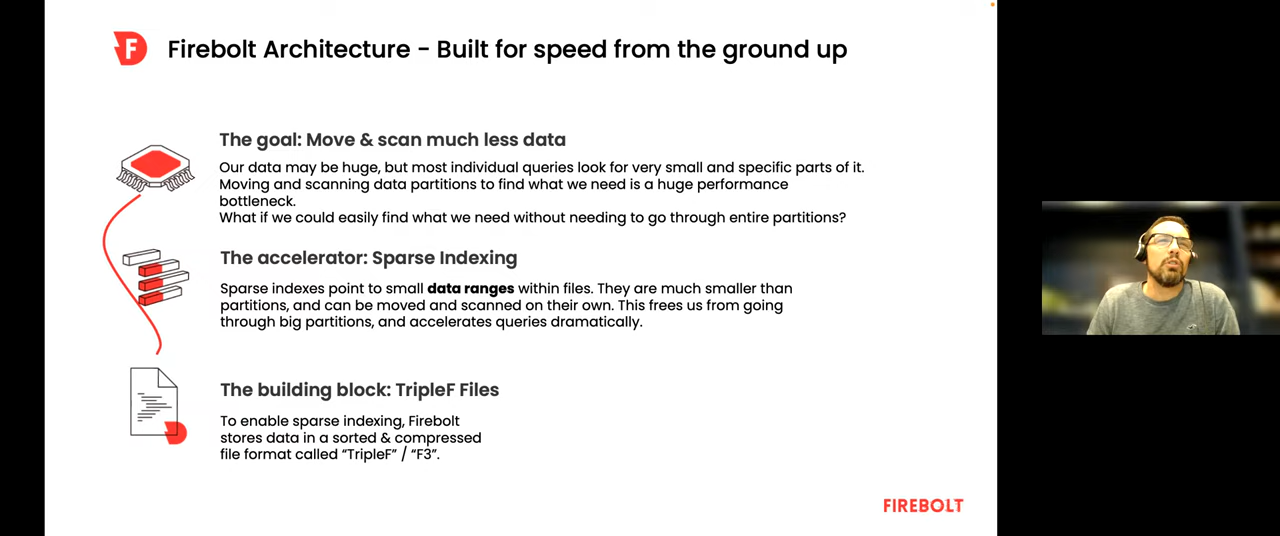 F
Firebolt Architecture - Built for speed from the ground up
The goal: Move & scan much less data
Our data may be huge, but most individual queries look for very small and specific parts of it.
Moving and scanning data partitions to find what we need is a huge performance
bottleneck.
What if we could easily find what we need without needing to go through entire partitions?
The accelerator: Sparse Indexing
Sparse indexes point to small data ranges within files. They are much smaller than
partitions, and can be moved and scanned on their own. This frees us from going
through big partitions, and accelerates queries dramatically.
The building block: TripleF Files
To enable sparse indexing, Firebolt
stores data in a sorted & compressed
file format called “TripleF” / “F3”.
FIREBOLT